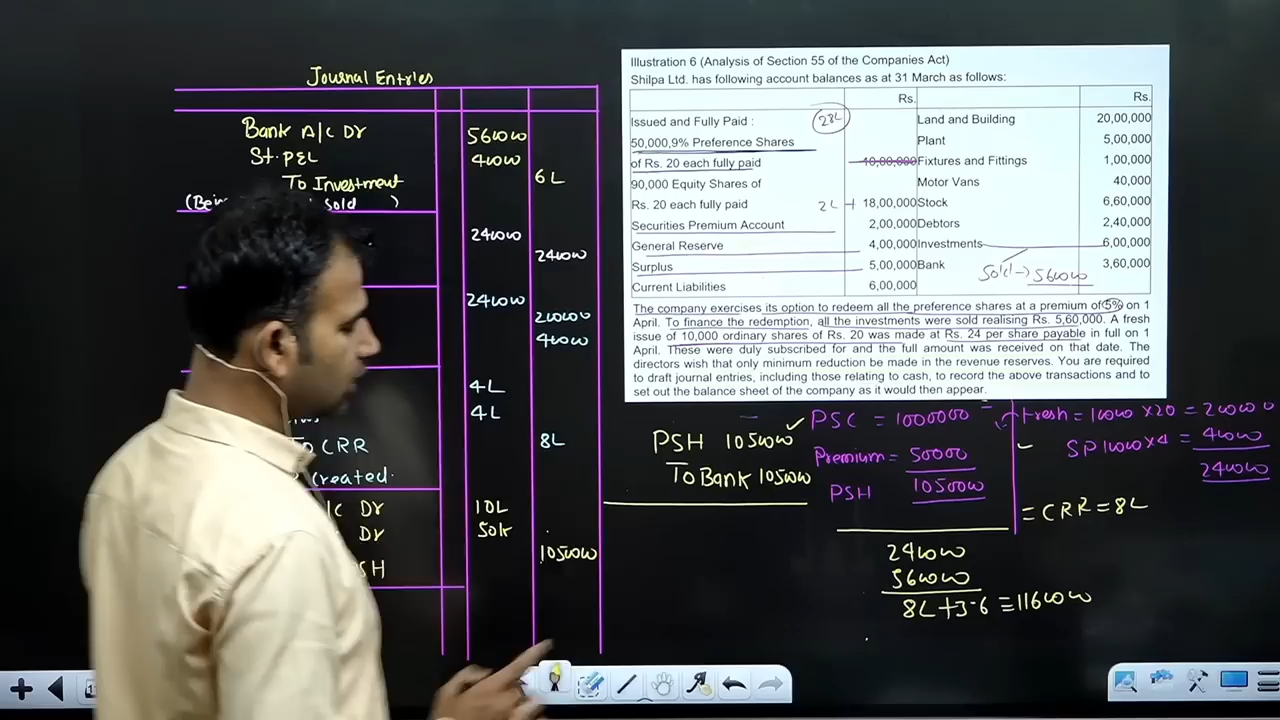 Journal Entries
Bank A/c Dr 560000
St. P&L 40000
To Investment 6L
(Bein sold )
240000
240000
240000
200000
40000
4L
4L
To CRR 8L
created.
/c Dr 10L
Dr 50k
SH 1050000
Illustration 6 (Analysis of Section 55 of the Companies Act)
Shilpa Ltd. has following account balances as at 31 March as follows:
Rs. Rs.
Issued and Fully Paid : 28L Land and Building 20,00,000
50,000,9% Preference Shares Plant 5,00,000
of Rs. 20 each fully paid 10,00,000 Fixtures and Fittings 1,00,000
90,000 Equity Shares of Motor Vans 40,000
Rs. 20 each fully paid 2L + 18,00,000 Stock 6,60,000
Securities Premium Account 2,00,000 Debtors 2,40,000
General Reserve 4,00,000 Investments 6,00,000
Surplus 5,00,000 Bank Sold → 560000 3,60,000
Current Liabilities 6,00,000
The company exercises its option to redeem all the preference shares at a premium of 5% on 1
April. To finance the redemption, all the investments were sold realising Rs. 5,60,000. A fresh
issue of 10,000 ordinary shares of Rs. 20 was made at Rs. 24 per share payable in full on 1
April. These were duly subscribed for and the full amount was received on that date. The
directors wish that only minimum reduction be made in the revenue reserves. You are required
to draft journal entries, including those relating to cash, to record the above transactions and to
set out the balance sheet of the company as it would then appear.
PSH 1050000
To Bank 1050000
PSC = 1000000
Premium = 50000
PSH 1050000
Fresh = 10000 x 20 = 200000
SP 10000 x 4 = 40000
240000
= CRR = 8L
240000
560000
8L + 3.6 = 1160000